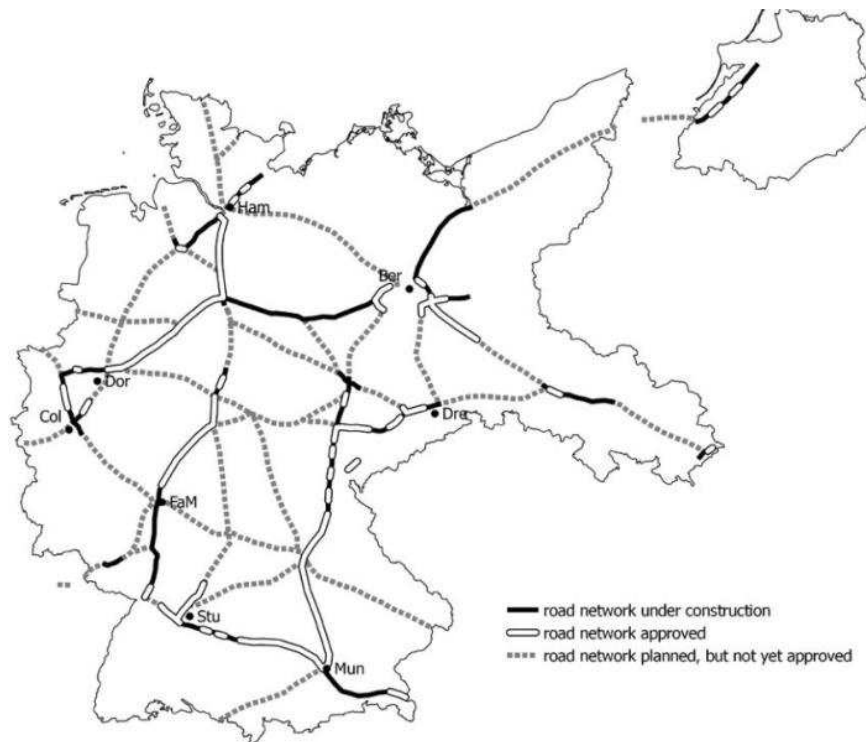 Ham
Ber
Dor
Col
Dre
FaM
Stu
Mun
road network under construction
road network approved
road network planned, but not yet approved